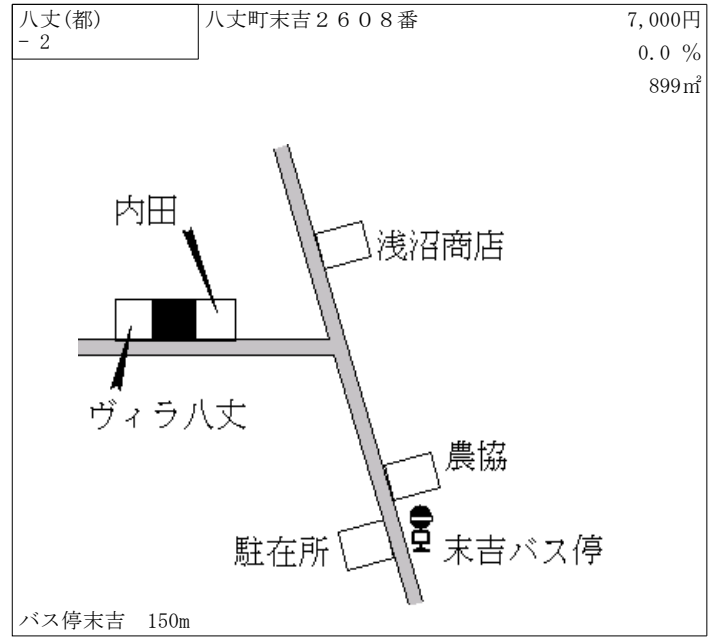 八丈(都)
- 2
八丈町末吉２６０８番
7,000円
0.0 %
899㎡
内田
浅沼商店
ヴィラ八丈
農協
駐在所
末吉バス停
バス停末吉　150m